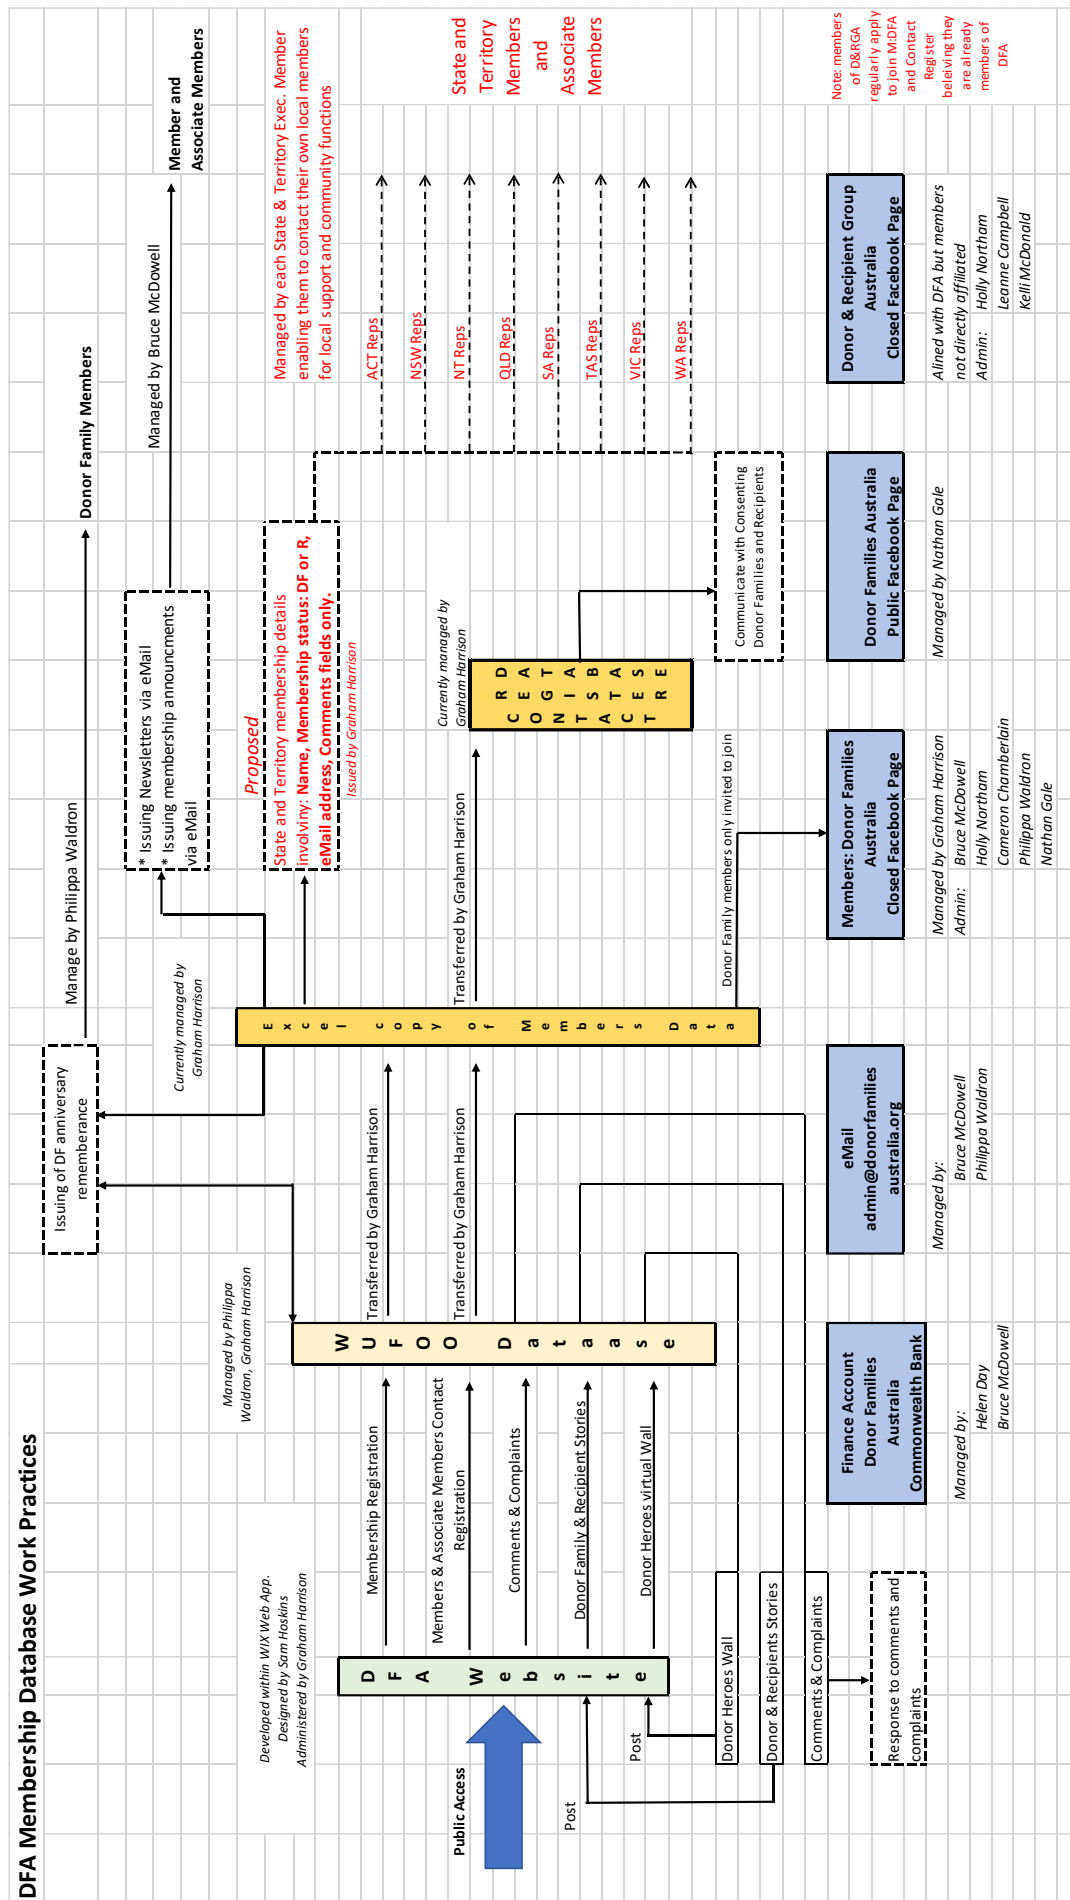 DFA Membership Database Work Practices
Issuing of DF anniversary
rememberance
Manage by Philippa Waldron
Donor Family Members
* Issuing Newsletters via eMail
* Issuing membership announcments
via eMail
Managed by Bruce McDowell
Member and
Associate Members
Currently managed by
Graham Harrison
Managed by Philippa
Waldron, Graham Harrison
Developed within WIX Web App.
Designed by Sam Hoskins
Administered by Graham Harrison
Proposed
State and Territory membership details
involviny: Name, Membership status: DF or R,
eMail address, Comments fields only.
Issued by Graham Harrison
Managed by each State & Territory Exec. Member
enabling them to contact their own local members
for local support and community functions
ACT Reps
NSW Reps
NT Reps
QLD Reps
SA Reps
TAS Reps
VIC Reps
WA Reps
State and
Territory
Members
and
Associate
Members
Public Access
DFA Website
Membership Registration
Members & Associate Members Contact
Registration
Comments & Complaints
Donor Family & Recipient Stories
Donor Heroes virtual Wall
WUFOO Dataase
Transferred by Graham Harrison
Transferred by Graham Harrison
Excel copy of Members Data
Transferred by Graham Harrison
Currently managed by
Graham Harrison
CONTACT
REGISTER
DATABASE
Communicate with Consenting
Donor Families and Recipients
Donor Family members only invited to join
Post
Post
Donor Heroes Wall
Donor & Recipients Stories
Comments & Complaints
Response to comments and
complaints
Finance Account
Donor Families
Australia
Commonwealth Bank
Managed by:
Helen Day
Bruce McDowell
eMail
admin@donorfamilies
australia.org
Managed by:
Bruce McDowell
Philippa Waldron
Members: Donor Families
Australia
Closed Facebook Page
Managed by Graham Harrison
Admin: Bruce McDowell
Holly Northam
Cameron Chamberlain
Philippa Waldron
Nathan Gale
Donor Families Australia
Public Facebook Page
Managed by Nathan Gale
Donor & Recipient Group
Australia
Closed Facebook Page
Alined with DFA but members
not directly affiliated
Admin: Holly Northam
Leanne Campbell
Kelli McDonald
Note: members
of D&RGA
regularly apply
to join M:DFA
and Contact
Register
beleiving they
are already
members of
DFA